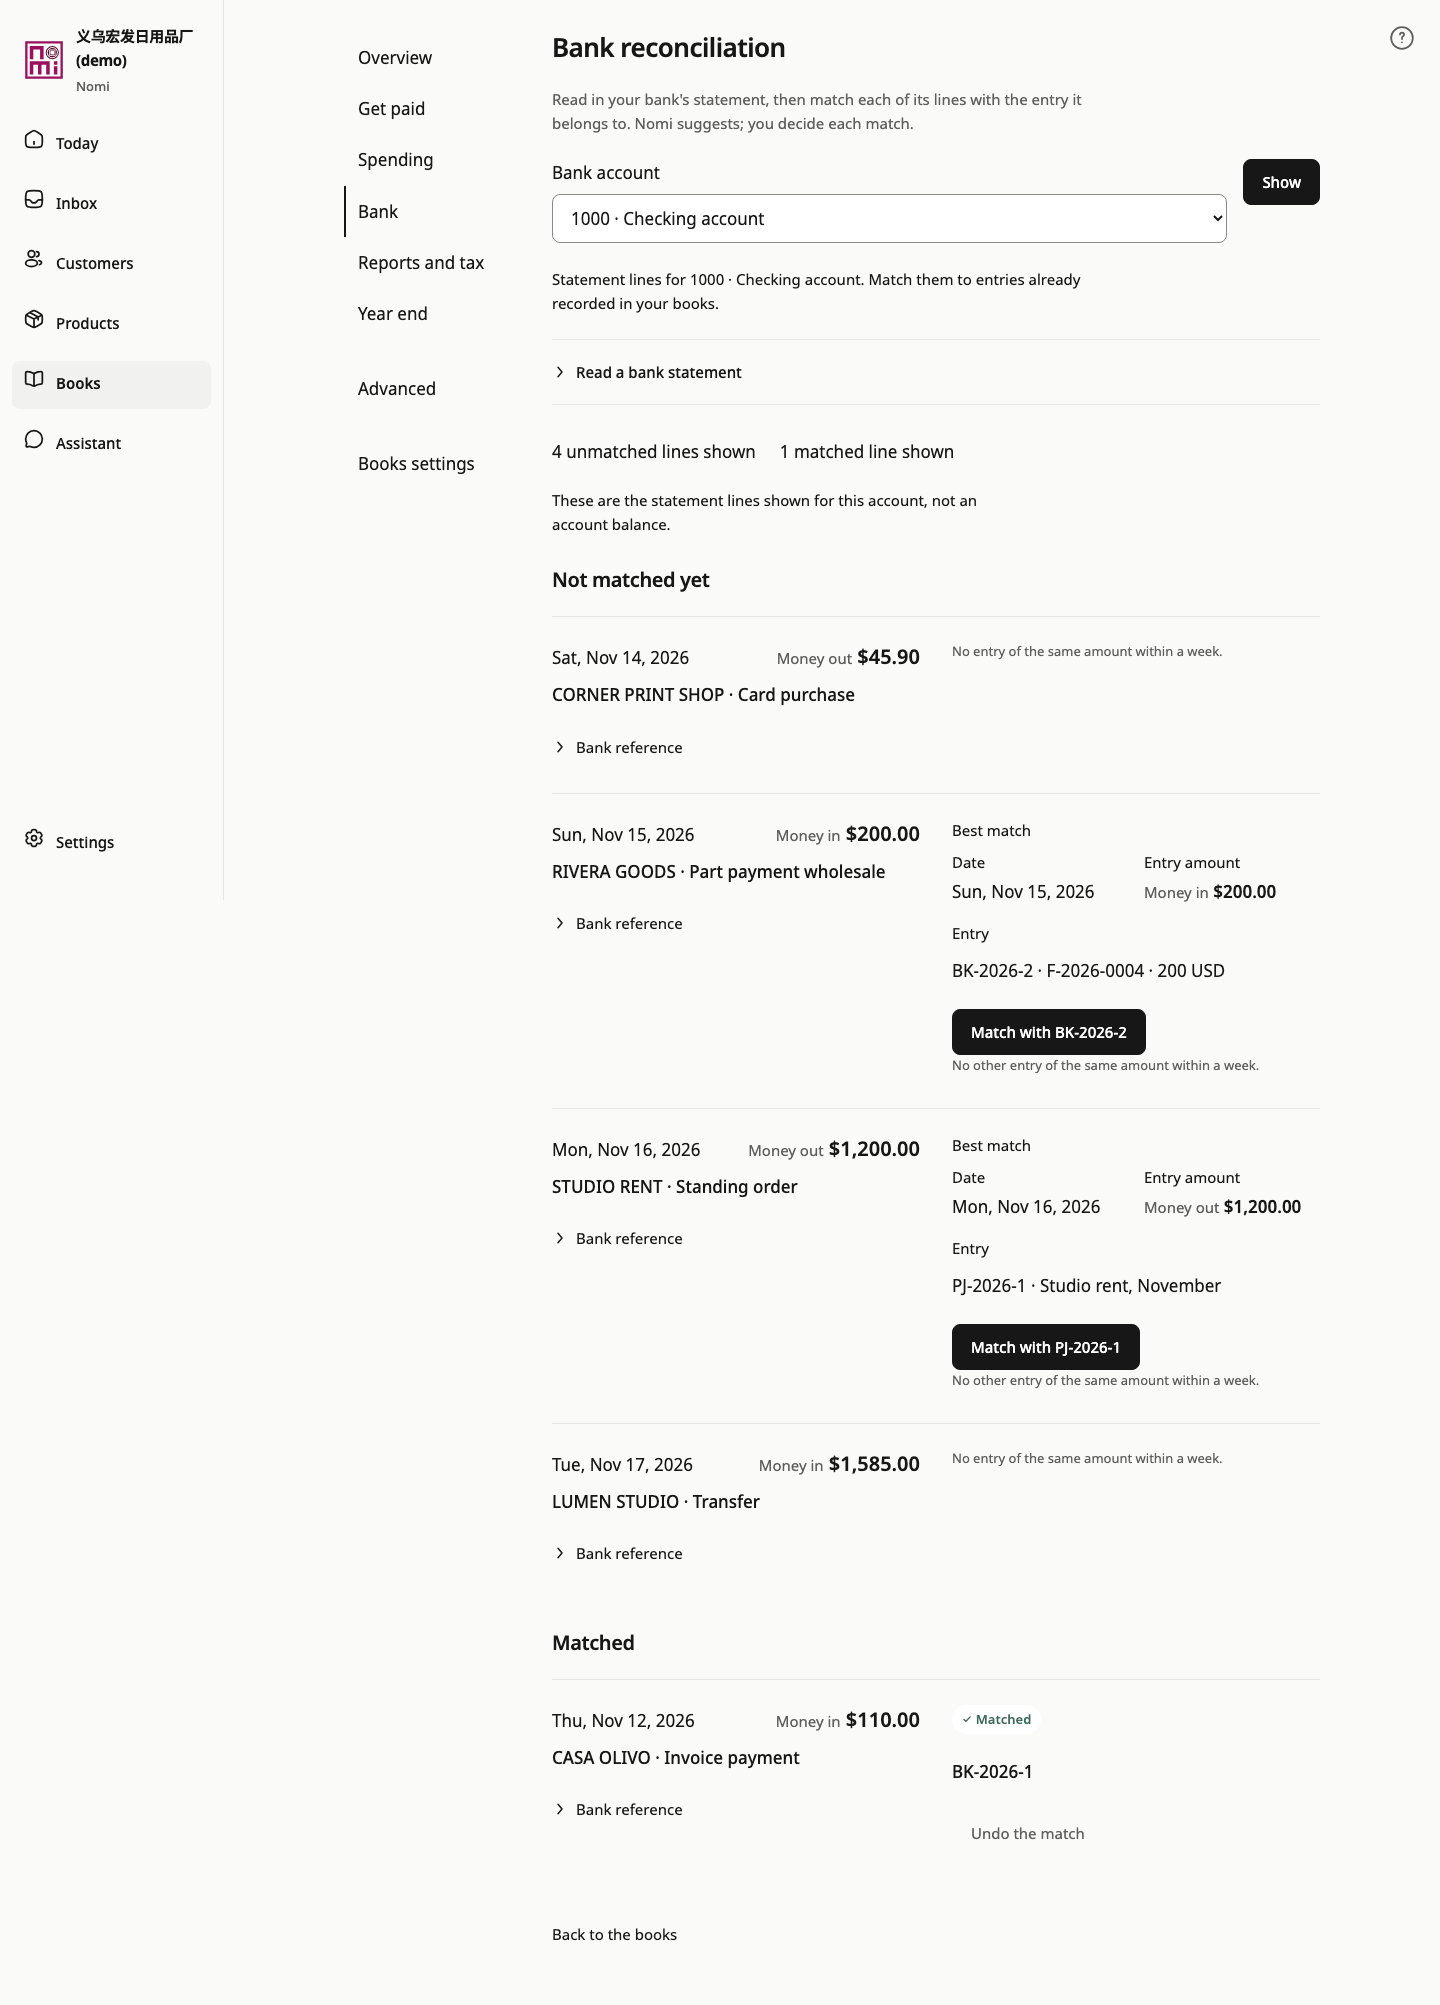 义乌宏发日用品厂
(demo)
Nomi
Today
Inbox
Customers
Products
Books
Assistant
Settings
Overview
Get paid
Spending
Bank
Reports and tax
Year end
Advanced
Books settings
Bank reconciliation
Read in your bank's statement, then match each of its lines with the entry it
belongs to. Nomi suggests; you decide each match.
Bank account
1000 · Checking account
Show
Statement lines for 1000 · Checking account. Match them to entries already
recorded in your books.
Read a bank statement
4 unmatched lines shown 1 matched line shown
These are the statement lines shown for this account, not an
account balance.
Not matched yet
Sat, Nov 14, 2026 Money out $45.90
CORNER PRINT SHOP · Card purchase
Bank reference
No entry of the same amount within a week.
Sun, Nov 15, 2026 Money in $200.00
RIVERA GOODS · Part payment wholesale
Bank reference
Best match
Date Entry amount
Sun, Nov 15, 2026 Money in $200.00
Entry
BK-2026-2 · F-2026-0004 · 200 USD
Match with BK-2026-2
No other entry of the same amount within a week.
Mon, Nov 16, 2026 Money out $1,200.00
STUDIO RENT · Standing order
Bank reference
Best match
Date Entry amount
Mon, Nov 16, 2026 Money out $1,200.00
Entry
PJ-2026-1 · Studio rent, November
Match with PJ-2026-1
No other entry of the same amount within a week.
Tue, Nov 17, 2026 Money in $1,585.00
LUMEN STUDIO · Transfer
Bank reference
No entry of the same amount within a week.
Matched
Thu, Nov 12, 2026 Money in $110.00
CASA OLIVO · Invoice payment
Bank reference
✓ Matched
BK-2026-1
Undo the match
Back to the books